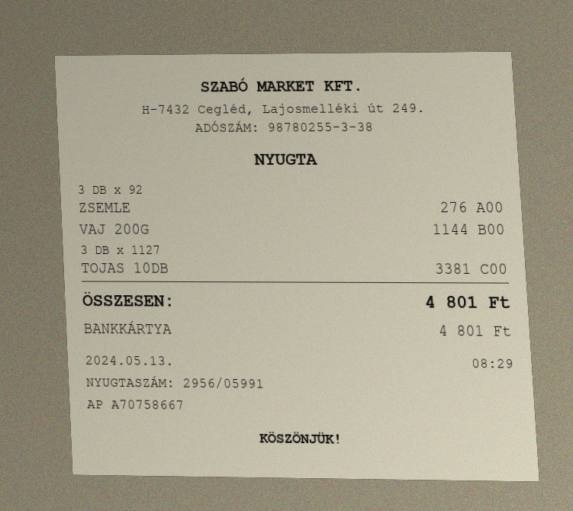 SZABÓ MARKET KFT.
H-7432 Cegléd, Lajosmelléki út 249.
ADÓSZÁM: 98780255-3-38
NYUGTA
3 DB x 92
ZSEMLE 276 A00
VAJ 200G 1144 B00
3 DB x 1127
TOJAS 10DB 3381 C00
ÖSSZESEN: 4 801 Ft
BANKKÁRTYA 4 801 Ft
2024.05.13. 08:29
NYUGTASZÁM: 2956/05991
AP A70758667
KÖSZÖNJÜK!